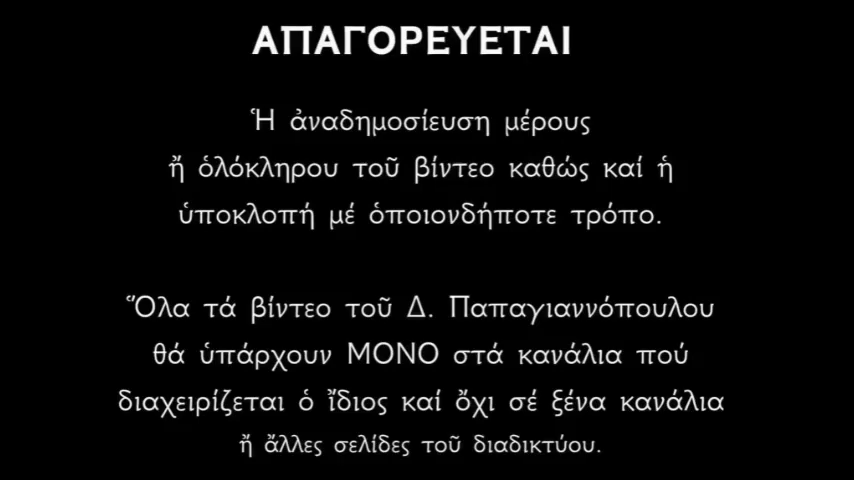 ΑΠΑΓΟΡΕΥΕΤΑΙ
Ἡ ἀναδημοσίευση μέρους
ἤ ὁλόκληρου τοῦ βίντεο καθώς καί ἡ
ὑποκλοπή μέ ὁποιονδήποτε τρόπο.
Ὅλα τά βίντεο τοῦ Δ. Παπαγιαννόπουλου
θά ὑπάρχουν ΜΟΝΟ στά κανάλια πού
διαχειρίζεται ὁ ἴδιος καί ὄχι σέ ξένα κανάλια
ἤ ἄλλες σελίδες τοῦ διαδικτύου.